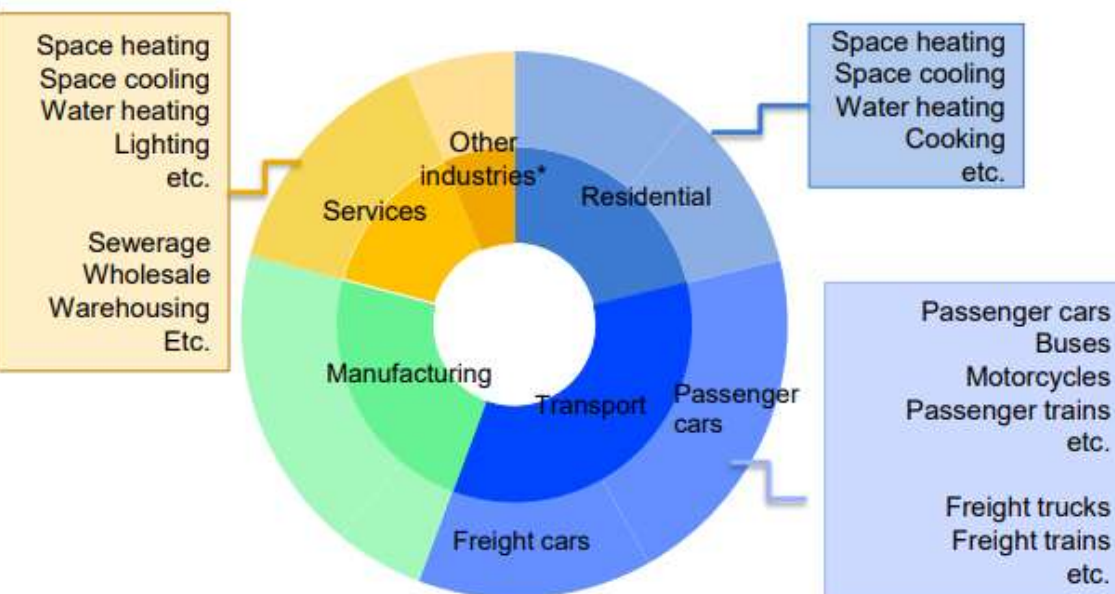 Space heating
Space cooling
Water heating
Lighting
etc.
Sewerage
Wholesale
Warehousing
Etc.
Other
industries*
Services
Residential
Manufacturing
Transport
Passenger
cars
Freight cars
Space heating
Space cooling
Water heating
Cooking
etc.
Passenger cars
Buses
Motorcycles
Passenger trains
etc.
Freight trucks
Freight trains
etc.